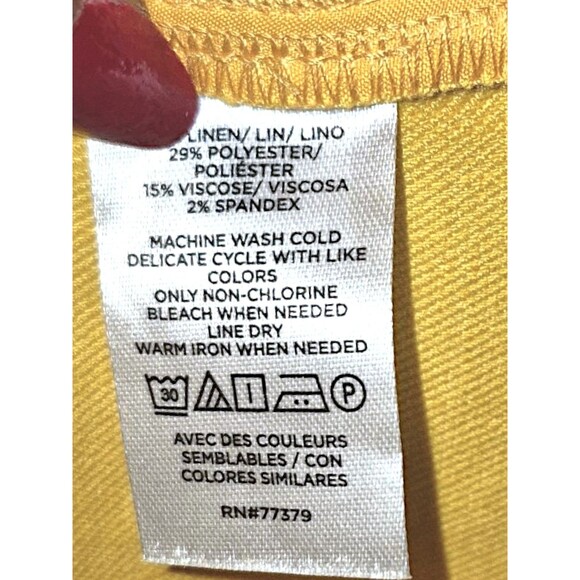 LINEN/ LIN/ LINO
29% POLYESTER/
POLIÉSTER
15% VISCOSE/ VISCOSA
2% SPANDEX
MACHINE WASH COLD
DELICATE CYCLE WITH LIKE
COLORS
ONLY NON-CHLORINE
BLEACH WHEN NEEDED
LINE DRY
WARM IRON WHEN NEEDED
30 P
AVEC DES COULEURS
SEMBLABLES / CON
COLORES SIMILARES
RN#77379